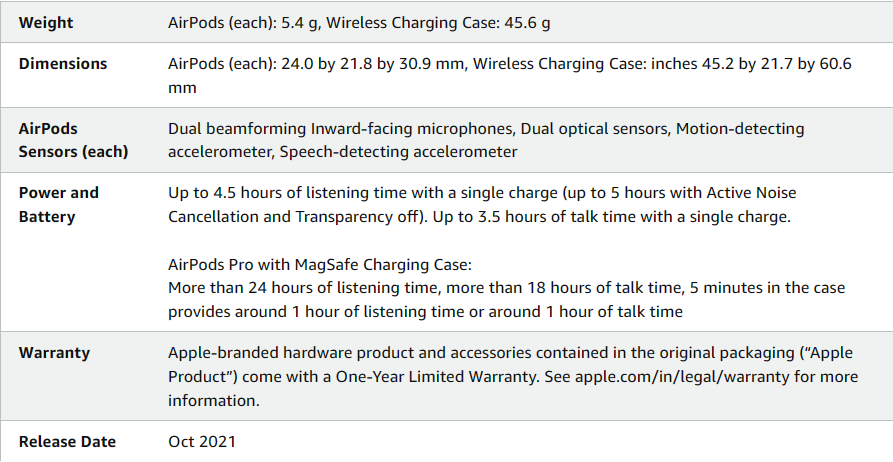 Weight
AirPods (each): 5.4 g, Wireless Charging Case: 45.6 g
Dimensions
AirPods (each): 24.0 by 21.8 by 30.9 mm, Wireless Charging Case: inches 45.2 by 21.7 by 60.6
mm
AirPods
Sensors (each)
Dual beamforming Inward-facing microphones, Dual optical sensors, Motion-detecting
accelerometer, Speech-detecting accelerometer
Power and
Battery
Up to 4.5 hours of listening time with a single charge (up to 5 hours with Active Noise
Cancellation and Transparency off). Up to 3.5 hours of talk time with a single charge.
AirPods Pro with MagSafe Charging Case:
More than 24 hours of listening time, more than 18 hours of talk time, 5 minutes in the case
provides around 1 hour of listening time or around 1 hour of talk time
Warranty
Apple-branded hardware product and accessories contained in the original packaging (“Apple
Product”) come with a One-Year Limited Warranty. See apple.com/in/legal/warranty for more
information.
Release Date
Oct 2021